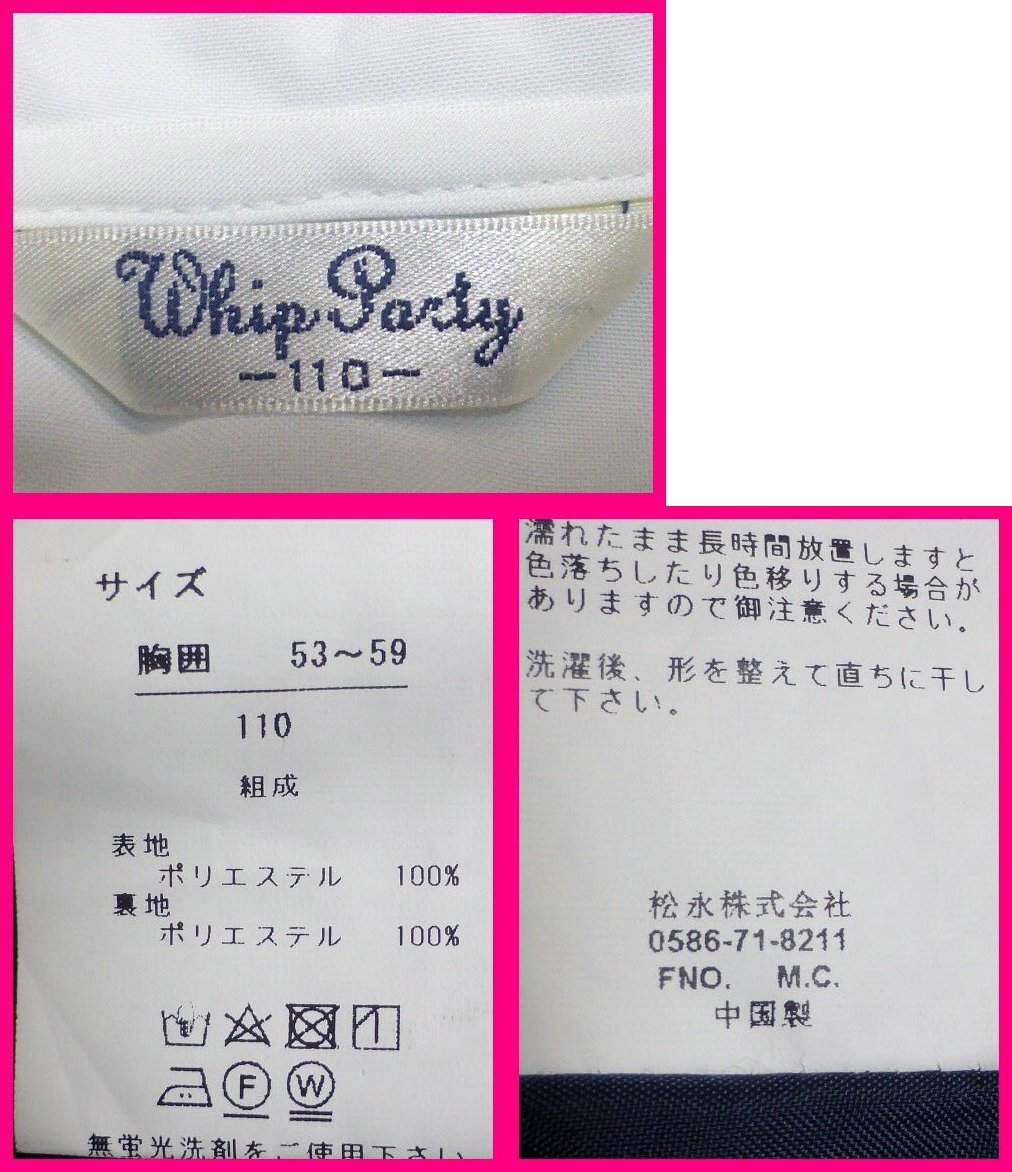 Whip Party
-110-
サイズ
胸囲 53～59
110
組成
表地
ポリエステル 100%
裏地
ポリエステル 100%
F W
無蛍光洗剤をご使用下さい
濡れたまま長時間放置しますと
色落ちしたり色移りする場合が
ありますので御注意ください。
洗濯後、形を整えて直ちに干し
て下さい。
松永株式会社
0586-71-8211
FNO. M.C.
中国製